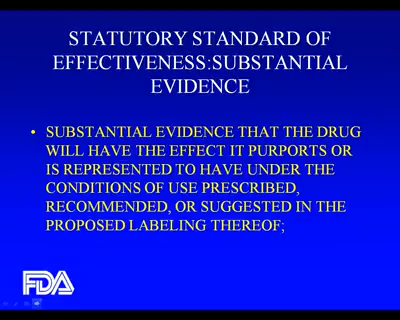 STATUTORY STANDARD OF
EFFECTIVENESS:SUBSTANTIAL
EVIDENCE
• SUBSTANTIAL EVIDENCE THAT THE DRUG
WILL HAVE THE EFFECT IT PURPORTS OR
IS REPRESENTED TO HAVE UNDER THE
CONDITIONS OF USE PRESCRIBED,
RECOMMENDED, OR SUGGESTED IN THE
PROPOSED LABELING THEREOF;
FDA